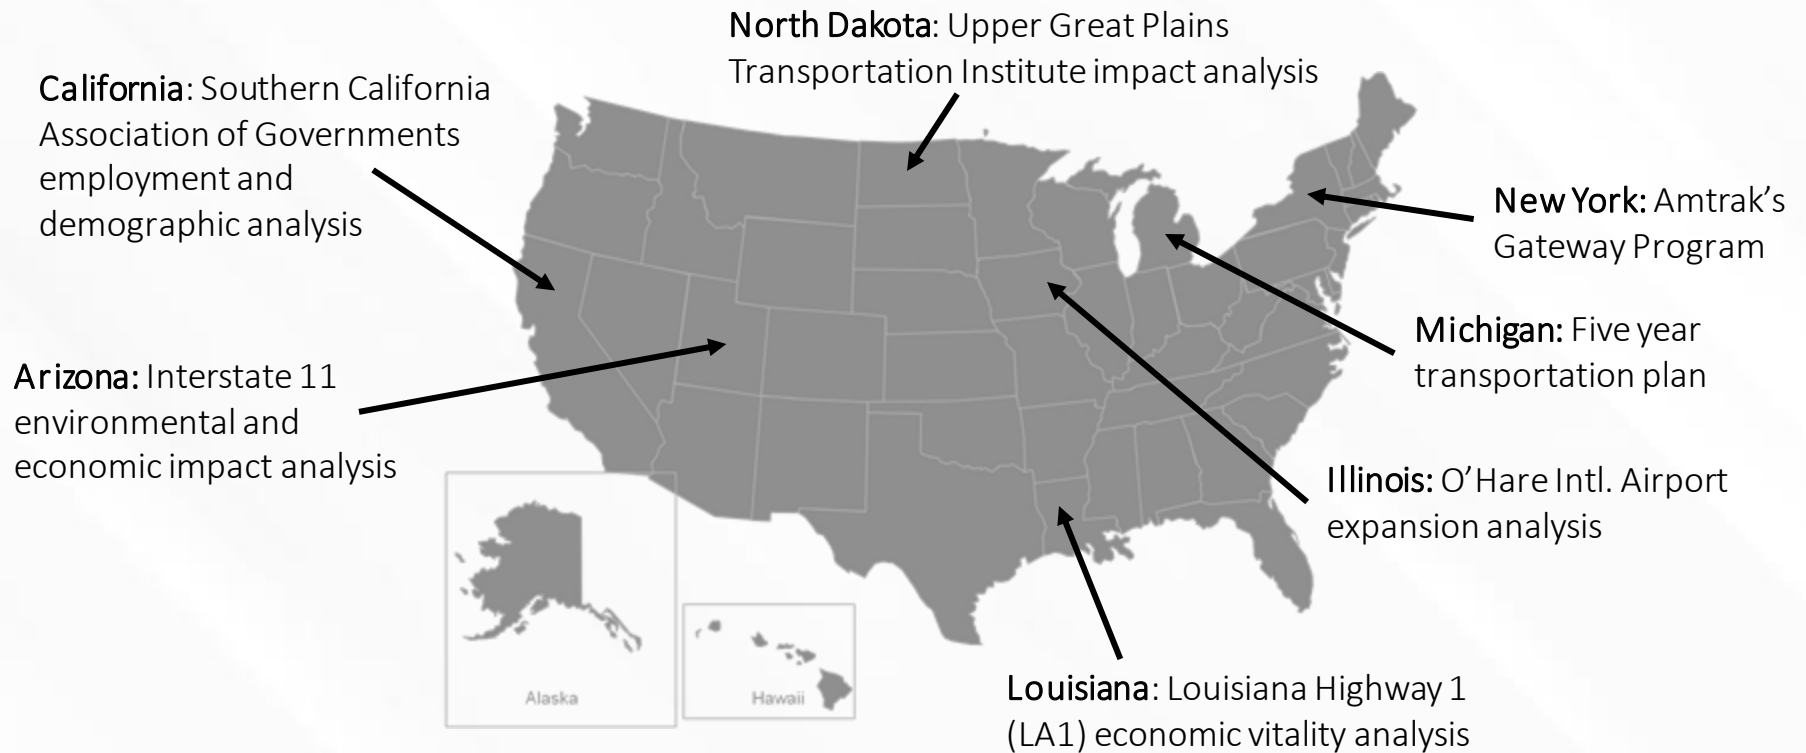 North Dakota: Upper Great Plains
Transportation Institute impact analysis
California: Southern California
Association of Governments
employment and
demographic analysis
New York: Amtrak’s
Gateway Program
Michigan: Five year
transportation plan
Arizona: Interstate 11
environmental and
economic impact analysis
Illinois: O’Hare Intl. Airport
expansion analysis
Alaska
Hawaii
Louisiana: Louisiana Highway 1
(LA1) economic vitality analysis